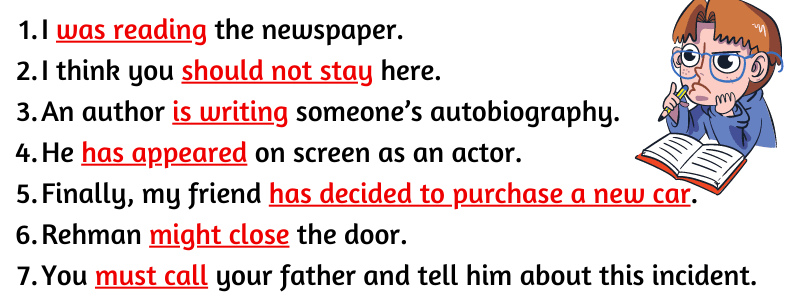 1. I was reading the newspaper.
2. I think you should not stay here.
3. An author is writing someone’s autobiography.
4. He has appeared on screen as an actor.
5. Finally, my friend has decided to purchase a new car.
6. Rehman might close the door.
7. You must call your father and tell him about this incident.